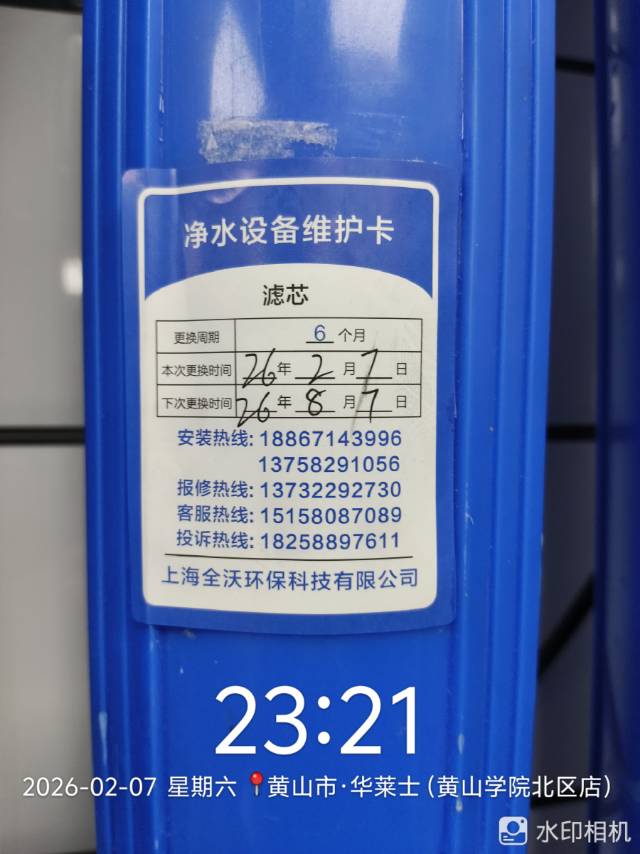 净水设备维护卡
滤芯
更换周期 6 个月
本次更换时间 26年 2 月 7 日
下次更换时间 26年 8 月 7 日
安装热线: 18867143996
13758291056
报修热线: 13732292730
客服热线: 15158087089
投诉热线: 18258897611
上海全沃环保科技有限公司
23:21
2026-02-07 星期六 📍黄山市·华莱士(黄山学院北区店)
水印相机